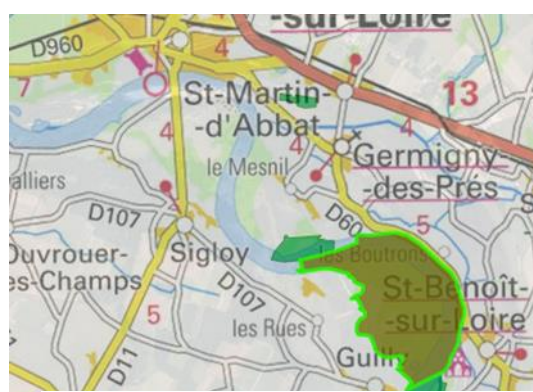 -sur-Loire
D960
4
7
St-Martin-
-d'Abbat
13
4
4
le Mesnil
Germigny-
-des-Prés
alliers
D107
D60
5
Sigloy
les Boutrons
Ouvrouer-
es-Champs
D107
St-Benoît-
-sur-Loire
5
les Rues
D11
Guilly